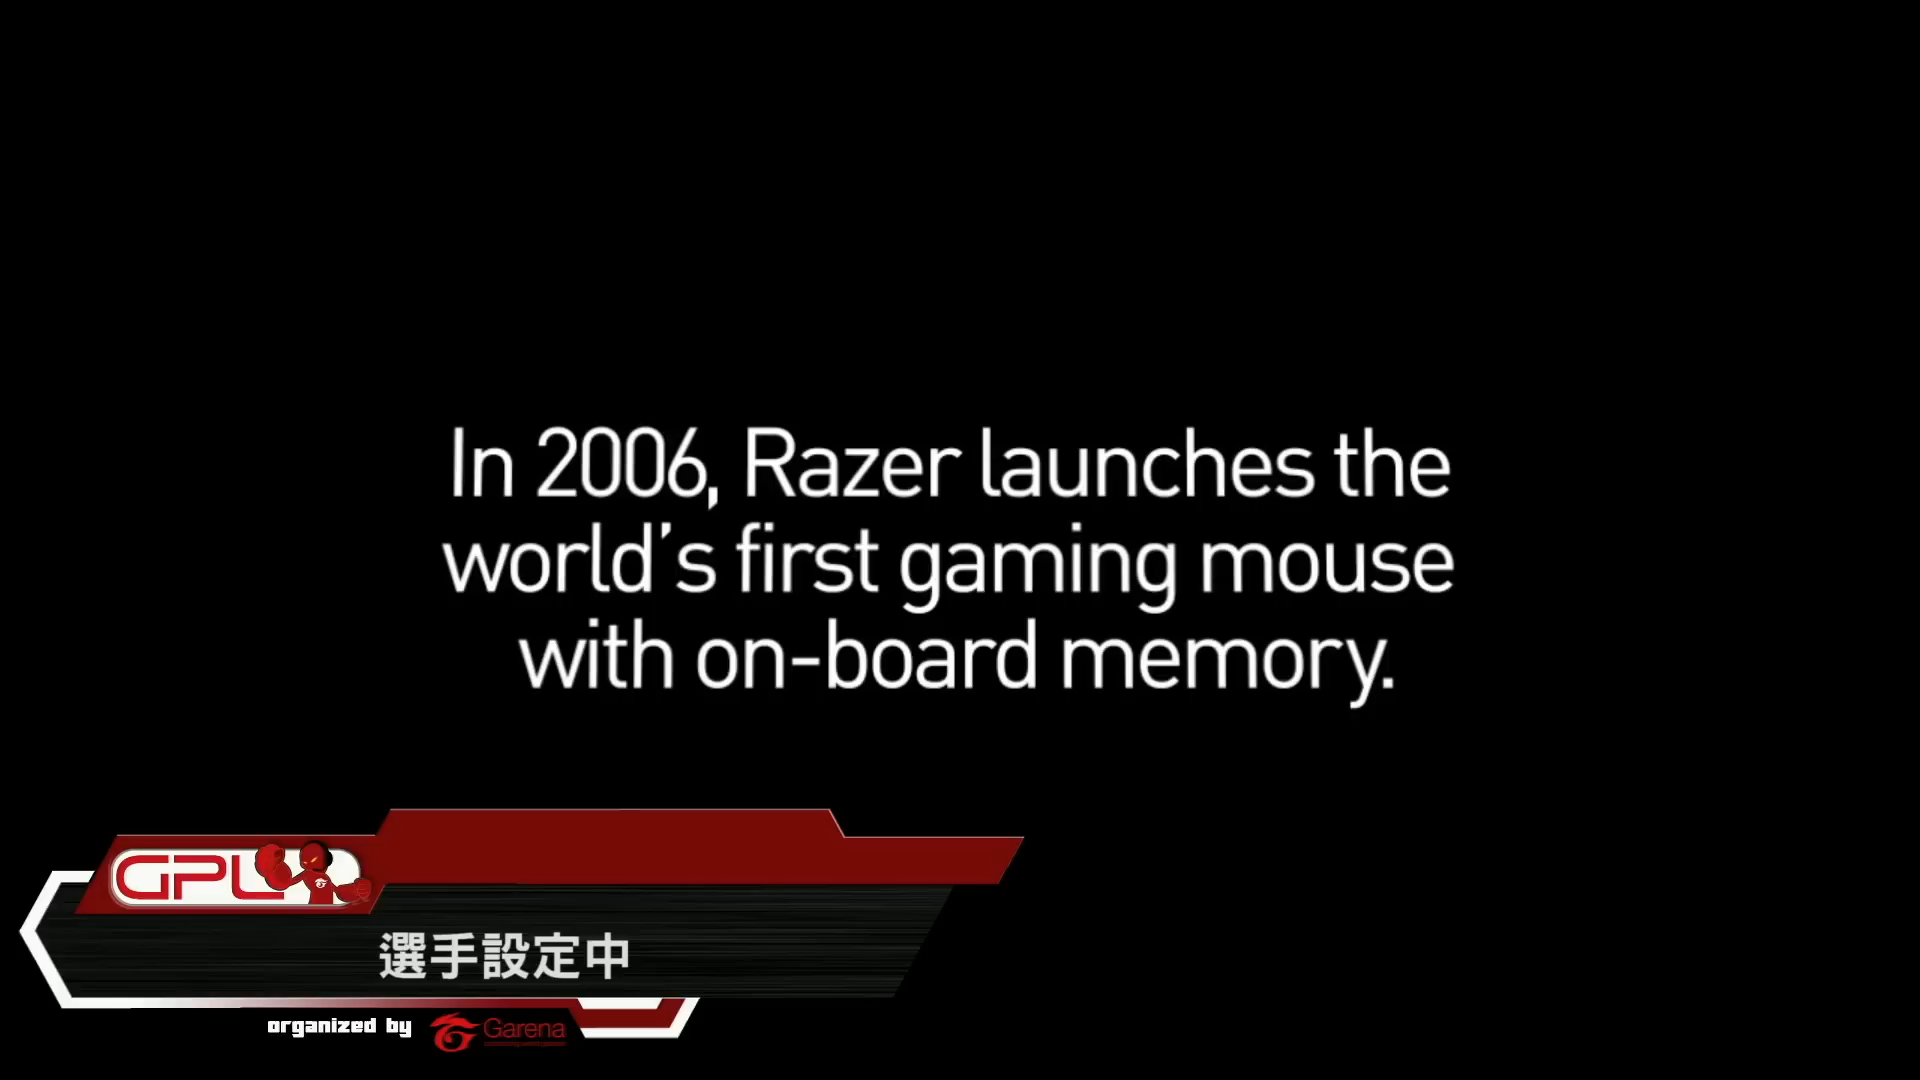 In 2006, Razer launches the
world’s first gaming mouse
with on-board memory.
GPL
選手設定中
organized by Garena